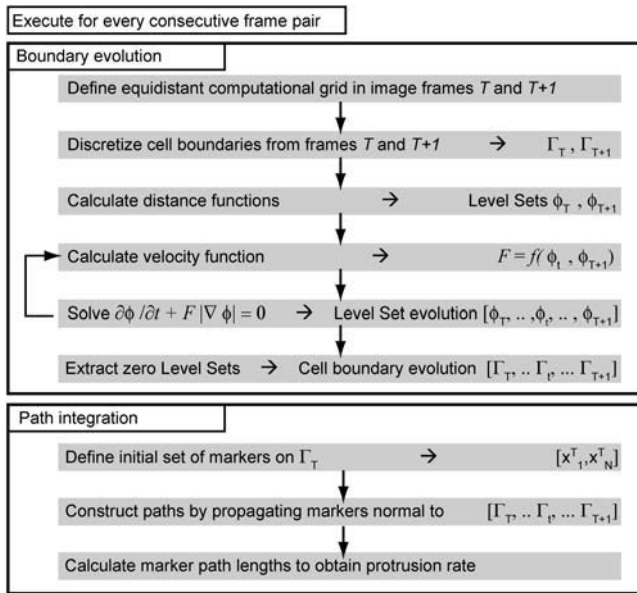 Execute for every consecutive frame pair
Boundary evolution
Define equidistant computational grid in image frames T and T+1
Discretize cell boundaries from frames T and T+1 → Γ_T , Γ_T+1
Calculate distance functions → Level Sets ϕ_T , ϕ_T+1
Calculate velocity function → F = f( ϕ_t , ϕ_T+1)
Solve ∂ϕ /∂t + F |∇ ϕ| = 0 → Level Set evolution [ϕ_T, .. ,ϕ_t, .. , ϕ_T+1]
Extract zero Level Sets → Cell boundary evolution [Γ_T, .. Γ_t, ... Γ_T+1]
Path integration
Define initial set of markers on Γ_T → [x^T_1,x^T_N]
Construct paths by propagating markers normal to [Γ_T, .. Γ_t, ... Γ_T+1]
Calculate marker path lengths to obtain protrusion rate